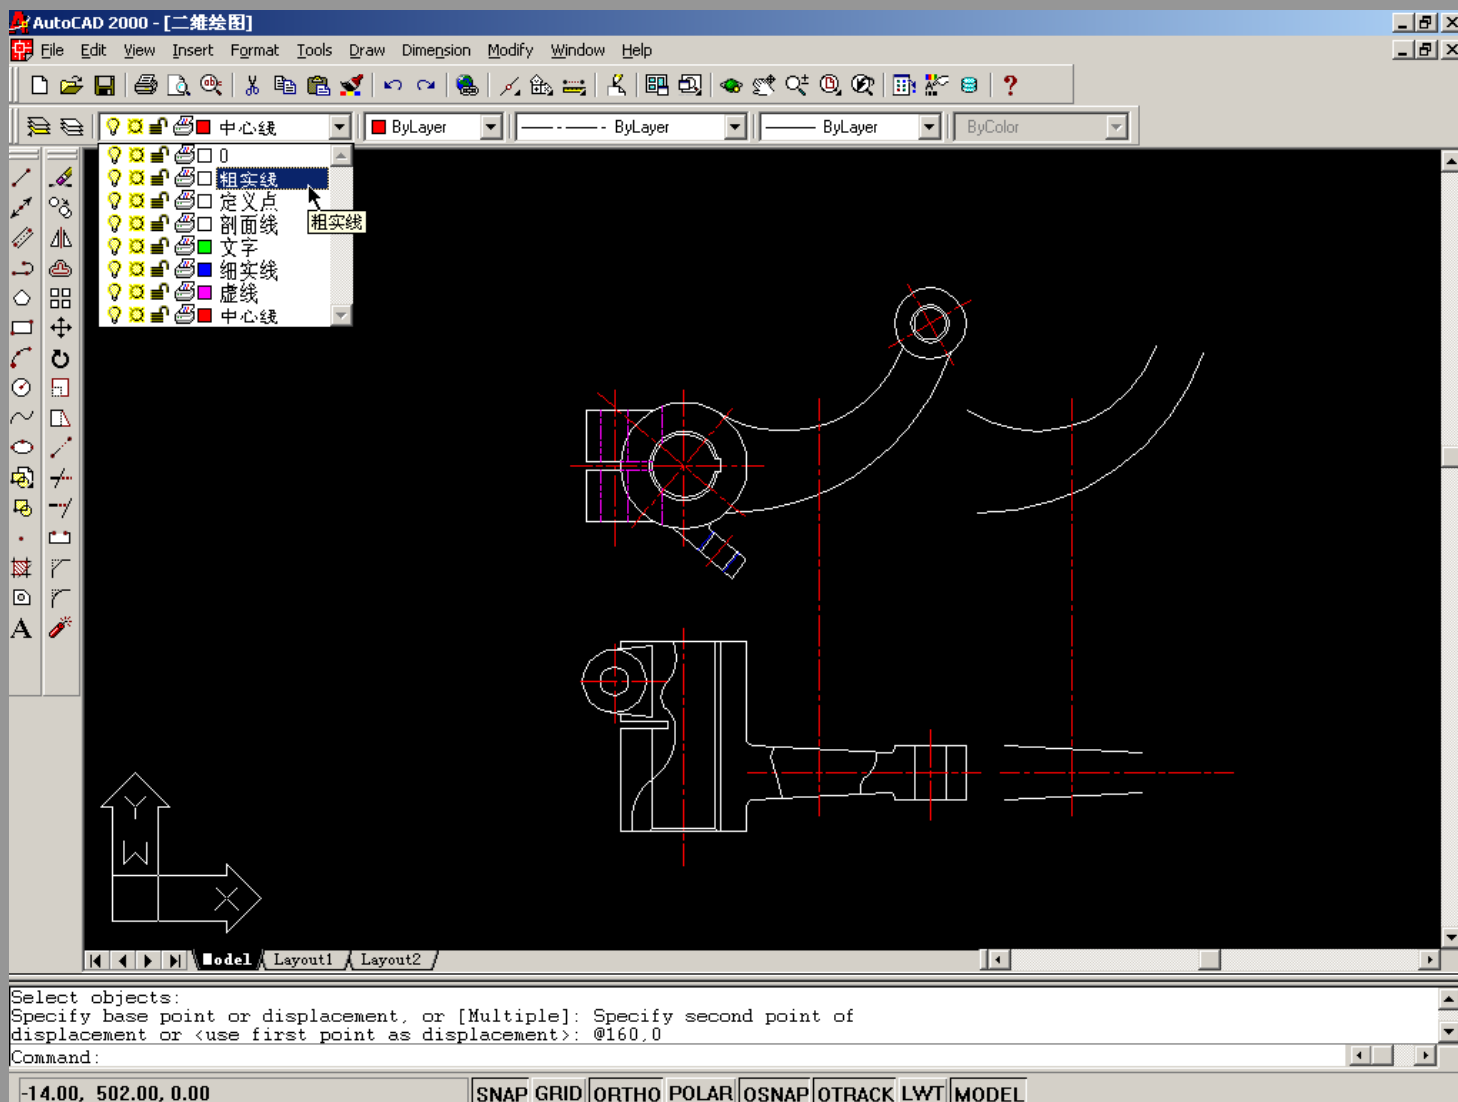 AutoCAD 2000 - [二维绘图]
File Edit View Insert Format Tools Draw Dimension Modify Window Help
中心线 ByLayer ByLayer ByLayer ByColor
0
粗实线
定义点
粗实线
剖面线
文字
细实线
虚线
中心线
Y
W
X
Model Layout1 Layout2
Select objects:
Specify base point or displacement, or [Multiple]: Specify second point of
displacement or <use first point as displacement>: @160,0
Command:
-14.00, 502.00, 0.00 SNAP GRID ORTHO POLAR OSNAP OTRACK LWT MODEL